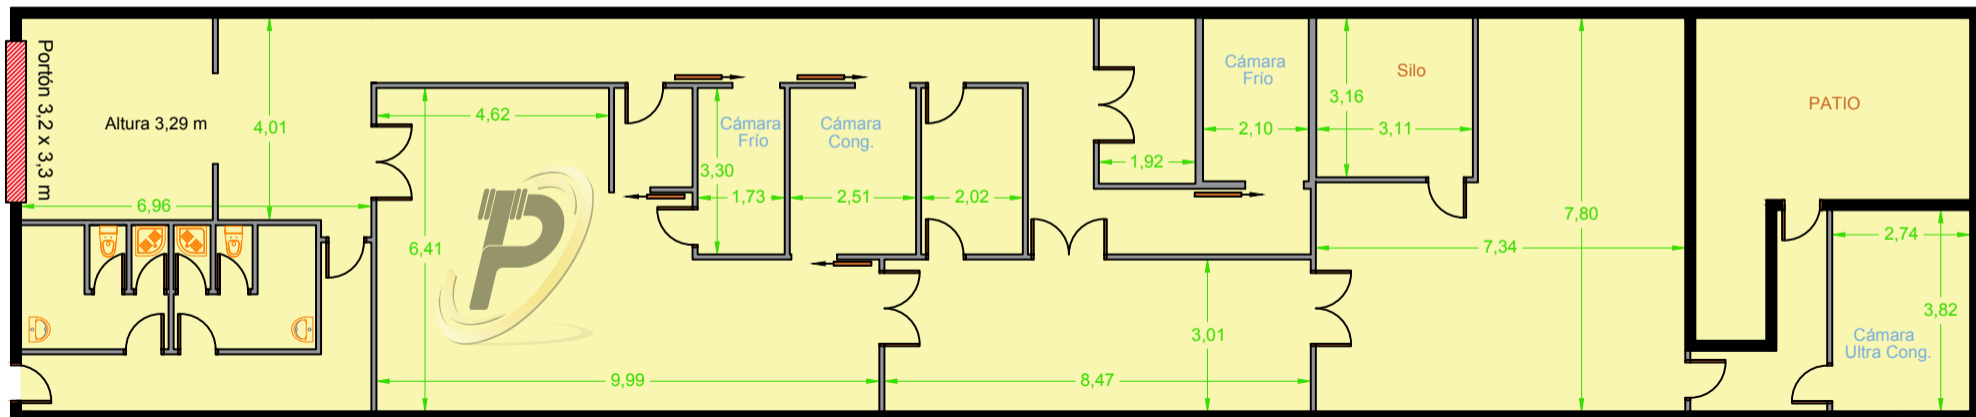 Portón 3,2 x 3,3 m
Altura 3,29 m
4,01
6,96
4,62
6,41
3,30
Cámara
Frío
1,73
Cámara
Cong.
2,51
2,02
1,92
Cámara
Frío
2,10
3,16
Silo
3,11
7,80
7,34
PATIO
2,74
3,82
Cámara
Ultra Cong.
3,01
9,99
8,47